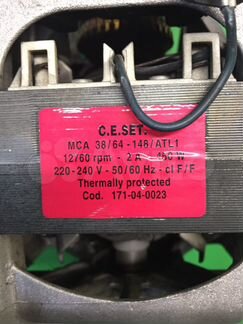 C.E.SET.
MCA 38/64-148/ATL1
12/60 rpm - 2 A - W
220-240 V - 50/60 Hz - cl F/F
Thermally protected
Cod. 171-04-0023